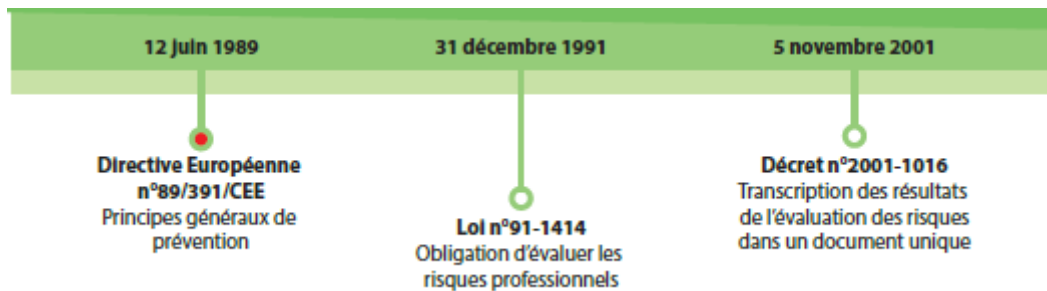 12 juin 1989
31 décembre 1991
5 novembre 2001
Directive Européenne
n°89/391/CEE
Principes généraux de
prévention
Loi n°91-1414
Obligation d'évaluer les
risques professionnels
Décret n°2001-1016
Transcription des résultats
de l'évaluation des risques
dans un document unique